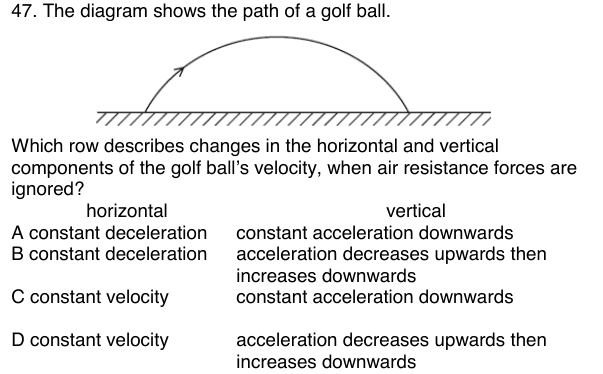 47. The diagram shows the path of a golf ball.
Which row describes changes in the horizontal and vertical
components of the golf ball's velocity, when air resistance forces are
ignored?
horizontal vertical
A constant deceleration constant acceleration downwards
B constant deceleration acceleration decreases upwards then
increases downwards
C constant velocity constant acceleration downwards
D constant velocity acceleration decreases upwards then
increases downwards